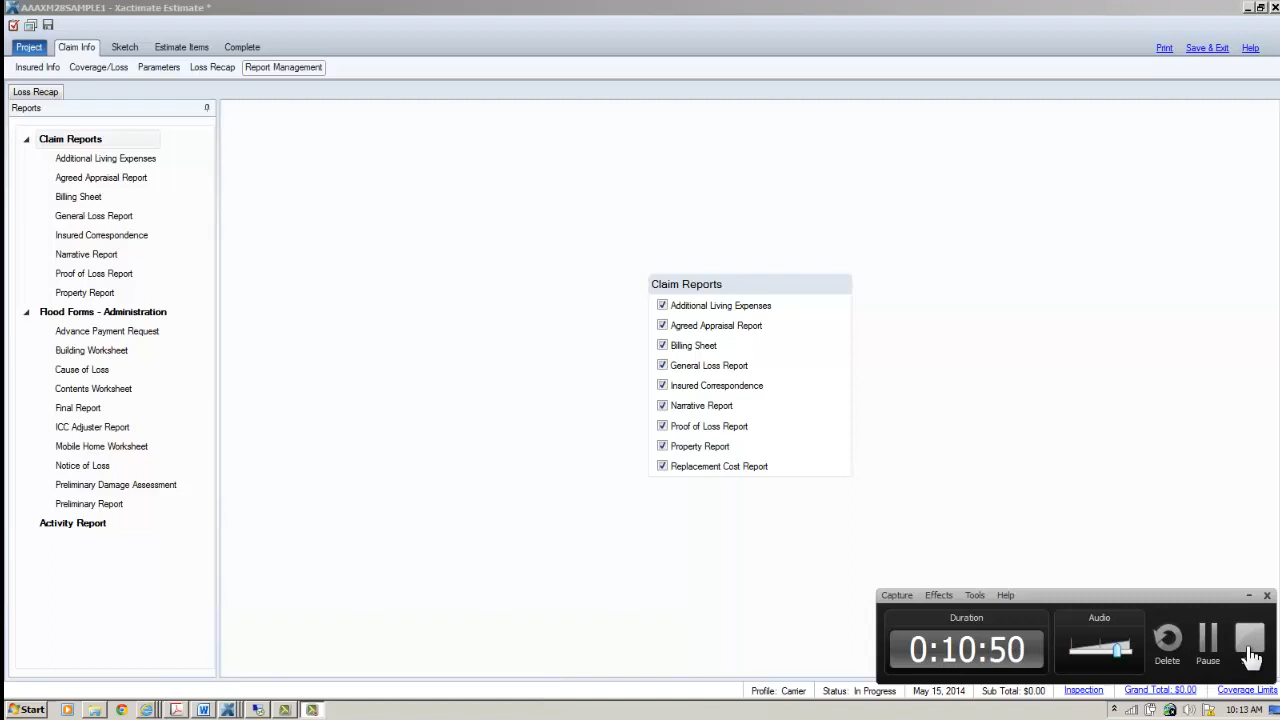 AAAXM28SAMPLE1 - Xactimate Estimate *
Project Claim Info Sketch Estimate Items Complete Print Save & Exit Help
Insured Info Coverage/Loss Parameters Loss Recap Report Management
Loss Recap
Reports
Claim Reports
Additional Living Expenses
Agreed Appraisal Report
Billing Sheet
General Loss Report
Insured Correspondence
Narrative Report
Proof of Loss Report
Property Report
Flood Forms - Administration
Advance Payment Request
Building Worksheet
Cause of Loss
Contents Worksheet
Final Report
ICC Adjuster Report
Mobile Home Worksheet
Notice of Loss
Preliminary Damage Assessment
Preliminary Report
Activity Report
Claim Reports
Additional Living Expenses
Agreed Appraisal Report
Billing Sheet
General Loss Report
Insured Correspondence
Narrative Report
Proof of Loss Report
Property Report
Replacement Cost Report
Capture Effects Tools Help
Duration Audio
0:10:50
Delete Pause
Profile: Carrier Status: In Progress May 15, 2014 Sub Total: $0.00 Inspection Grand Total: $0.00 Coverage Limits
Start 10:13 AM